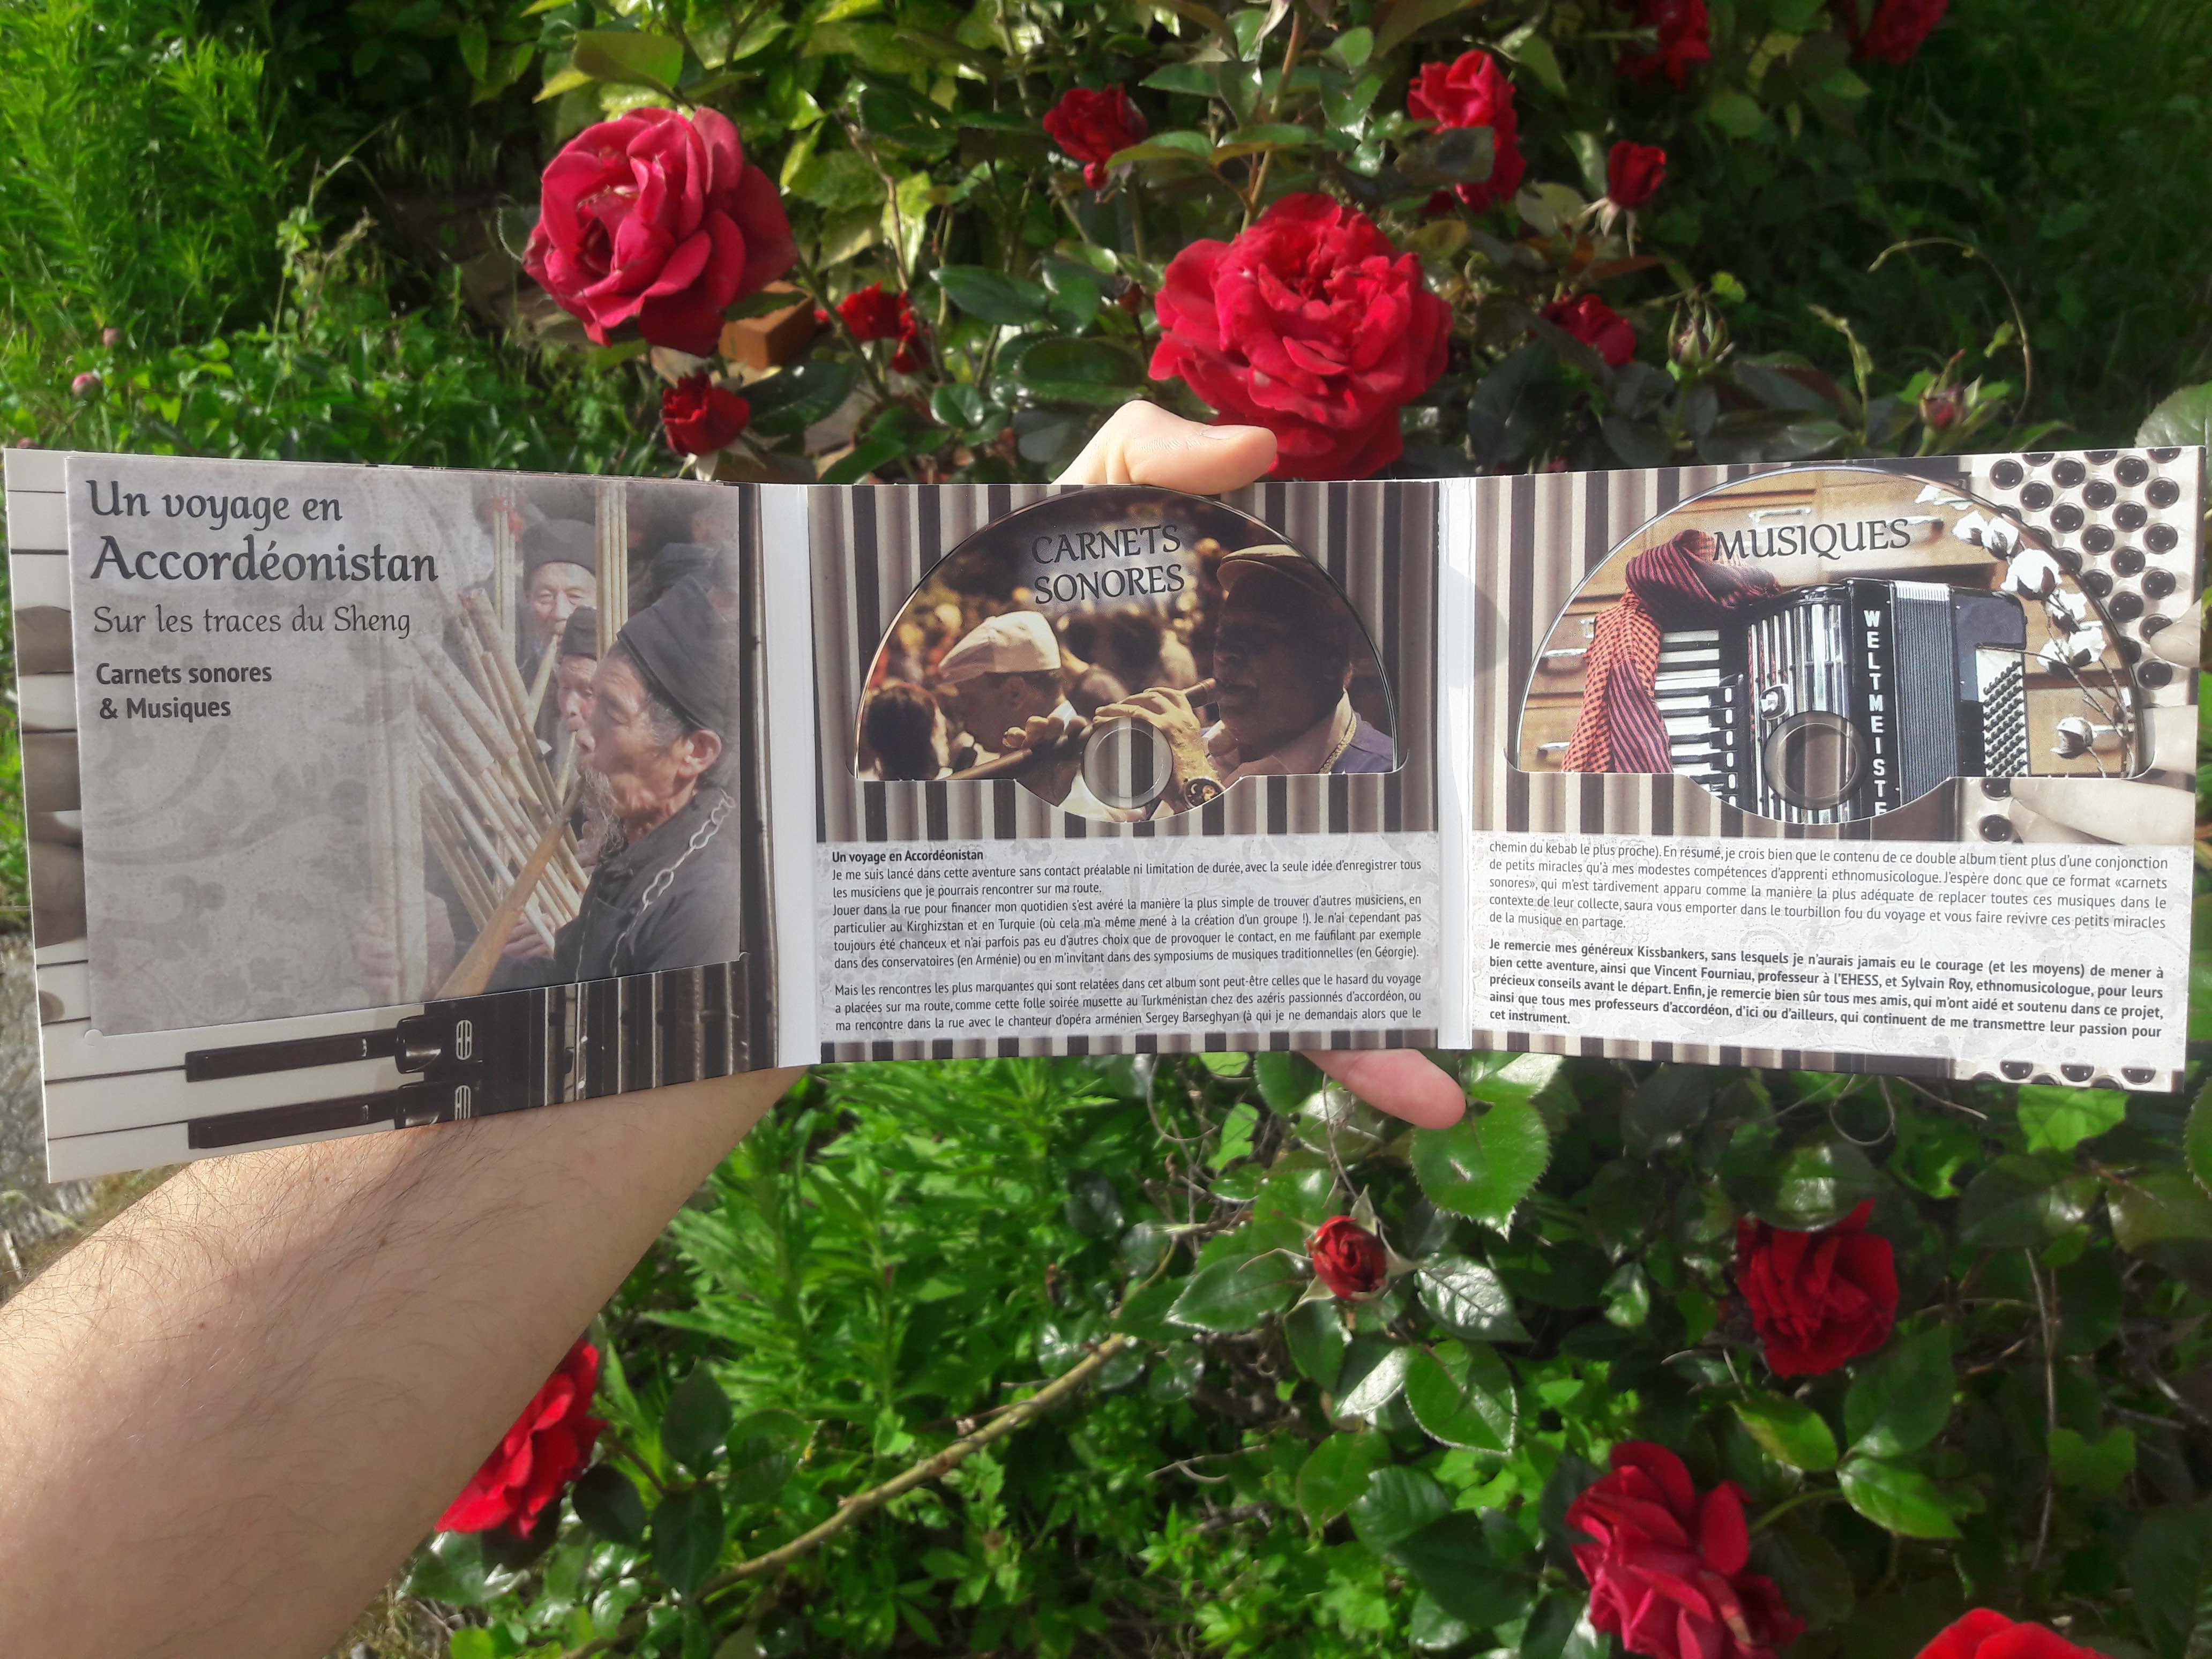 Un voyage en
Accordéonistan
Sur les traces du Sheng
Carnets sonores
& Musiques
CARNETS
SONORES
Un voyage en Accordéonistan
Je me suis lancé dans cette aventure sans contact préalable ni limitation de durée, avec la seule idée d'enregistrer tous
les musiciens que je pourrais rencontrer sur ma route.
Jouer dans la rue pour financer mon quotidien s'est avéré la manière la plus simple de trouver d'autres musiciens, en
particulier au Kirghizstan et en Turquie (où cela m'a même mené à la création d'un groupe !). Je n'ai cependant pas
toujours été chanceux et n'ai parfois pas eu d'autres choix que de provoquer le contact, en me faufilant par exemple
dans des conservatoires (en Arménie) ou en m'invitant dans des symposiums de musiques traditionnelles (en Géorgie).
Mais les rencontres les plus marquantes qui sont relatées dans cet album sont peut-être celles que le hasard du voyage
a placées sur ma route, comme cette folle soirée musette au Turkménistan chez des azéris passionnés d'accordéon, ou
ma rencontre dans la rue avec le chanteur d'opéra arménien Sergey Barseghyan (à qui je ne demandais alors que le
MUSIQUES
WELTMEISTE
chemin du kebab le plus proche). En résumé, je crois bien que le contenu de ce double album tient plus d'une conjonction
de petits miracles qu'à mes modestes compétences d'apprenti ethnomusicologue. J'espère donc que ce format «carnets
sonores», qui m'est tardivement apparu comme la manière la plus adéquate de replacer toutes ces musiques dans le
contexte de leur collecte, saura vous emporter dans le tourbillon fou du voyage et vous faire revivre ces petits miracles
de la musique en partage.
Je remercie mes généreux Kissbankers, sans lesquels je n'aurais jamais eu le courage (et les moyens) de mener à
bien cette aventure, ainsi que Vincent Fourniau, professeur à l'EHESS, et Sylvain Roy, ethnomusicologue, pour leurs
précieux conseils avant le départ. Enfin, je remercie bien sûr tous mes amis, qui m'ont aidé et soutenu dans ce projet,
ainsi que tous mes professeurs d'accordéon, d'ici ou d'ailleurs, qui continuent de me transmettre leur passion pour
cet instrument.